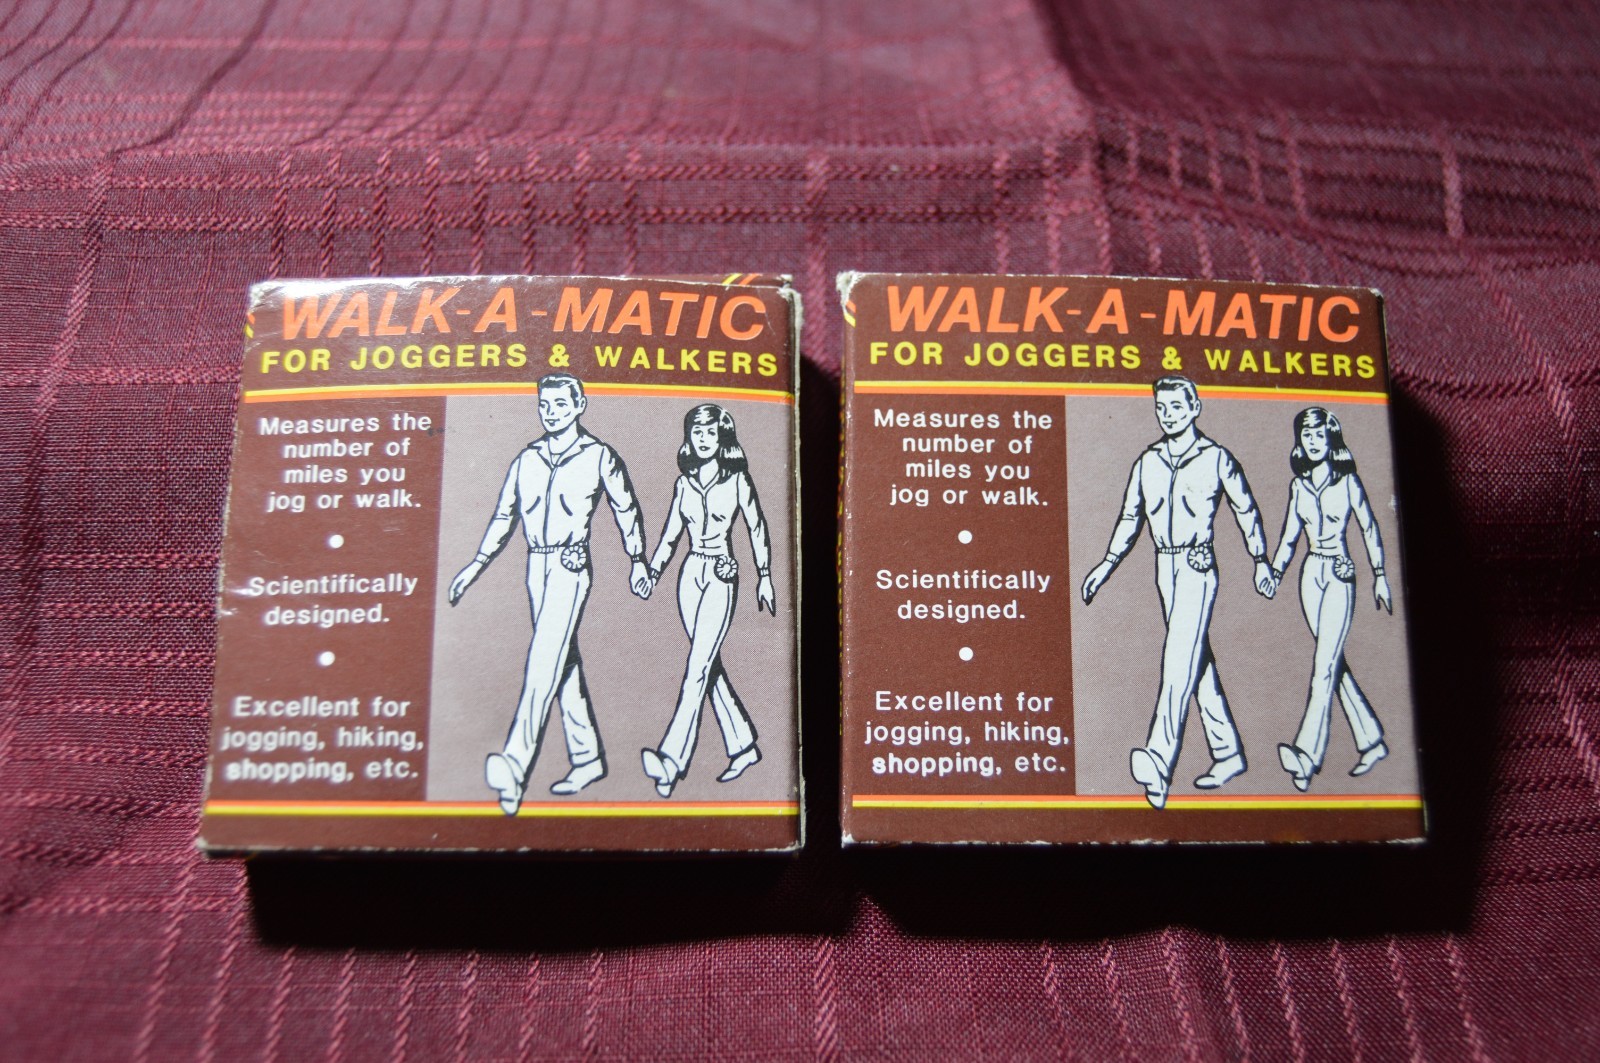 WALK-A-MATIC
FOR JOGGERS & WALKERS
Measures the
number of
miles you
jog or walk.
Scientifically
designed.
Excellent for
jogging, hiking,
shopping, etc.
WALK-A-MATIC
FOR JOGGERS & WALKERS
Measures the
number of
miles you
jog or walk.
Scientifically
designed.
Excellent for
jogging, hiking,
shopping, etc.